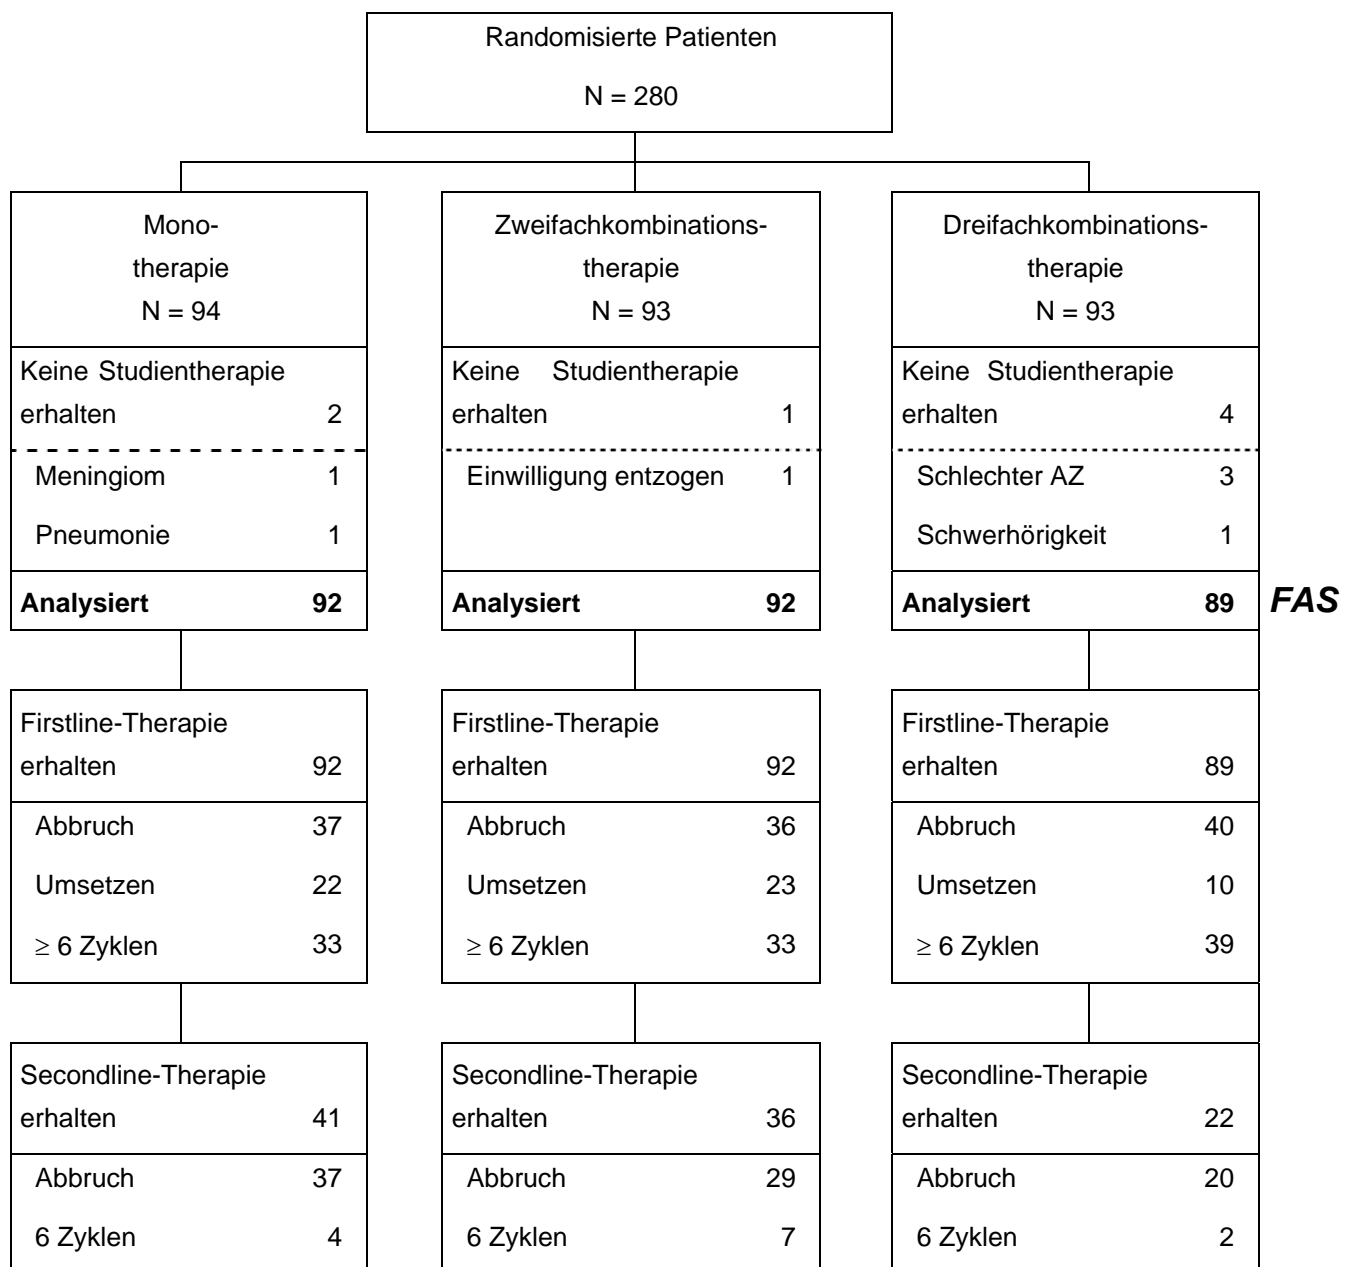 Randomisierte Patienten
N = 280
Mono-
therapie
N = 94
Keine Studientherapie
erhalten 2
Meningiom 1
Pneumonie 1
Analysiert 92
Zweifachkombinations-
therapie
N = 93
Keine Studientherapie
erhalten 1
Einwilligung entzogen 1
Analysiert 92
Dreifachkombinations-
therapie
N = 93
Keine Studientherapie
erhalten 4
Schlechter AZ 3
Schwerhörigkeit 1
Analysiert 89
FAS
Firstline-Therapie
erhalten 92
Abbruch 37
Umsetzen 22
≥ 6 Zyklen 33
Firstline-Therapie
erhalten 92
Abbruch 36
Umsetzen 23
≥ 6 Zyklen 33
Firstline-Therapie
erhalten 89
Abbruch 40
Umsetzen 10
≥ 6 Zyklen 39
Secondline-Therapie
erhalten 41
Abbruch 37
6 Zyklen 4
Secondline-Therapie
erhalten 36
Abbruch 29
6 Zyklen 7
Secondline-Therapie
erhalten 22
Abbruch 20
6 Zyklen 2